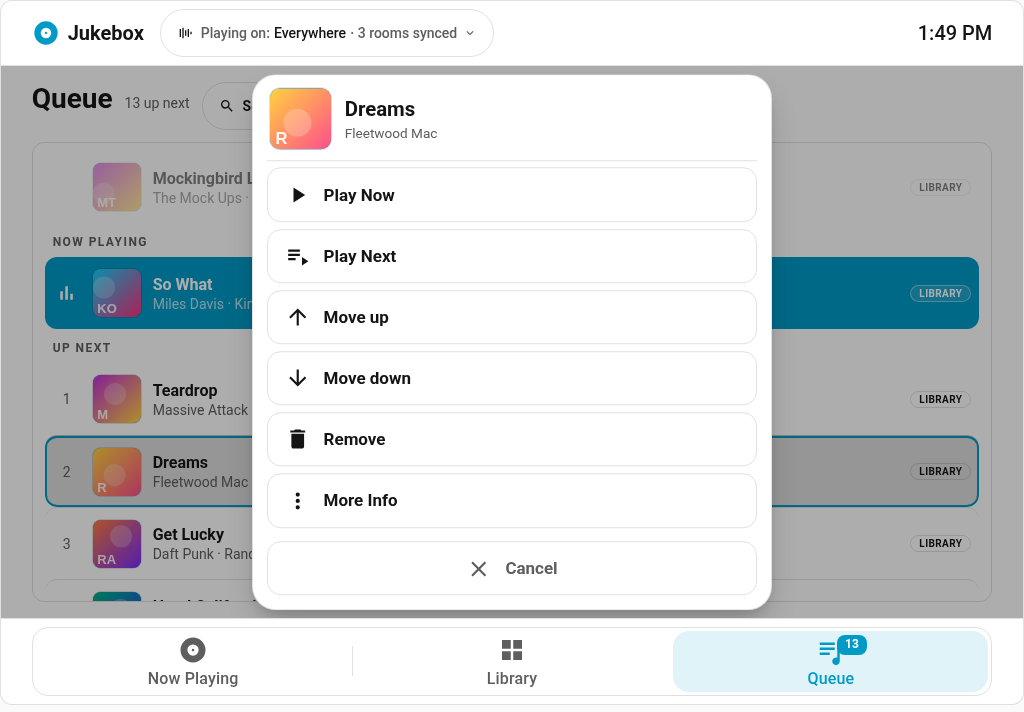 Jukebox
Playing on: Everywhere · 3 rooms synced
1:49 PM
Queue
13 up next
Dreams
Fleetwood Mac
Play Now
Play Next
Move up
Move down
Remove
More Info
Cancel
MT
Mockingbird
The Mock Ups ·
LIBRARY
NOW PLAYING
KO
So What
Miles Davis ·
LIBRARY
UP NEXT
1
M
Teardrop
Massive Attack
LIBRARY
2
R
Dreams
Fleetwood Mac
LIBRARY
3
RA
Get Lucky
Daft Punk ·
LIBRARY
R
Now Playing
Library
13
Queue